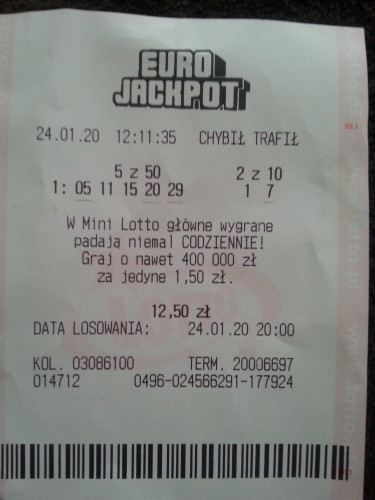 EURO
JACKPOT
24.01.20 12:11:35 CHYBIŁ TRAFIŁ
5 z 50 2 z 10
1: 05 11 15 20 29 1 7
W Mini Lotto główne wygrane
padają niemal CODZIENNIE!
Graj o nawet 400 000 zł
za jedyne 1,50 zł.
12,50 zł
DATA LOSOWANIA: 24.01.20 20:00
KOL. 03086100 TERM. 20006697
014712 0496-024566291-177924